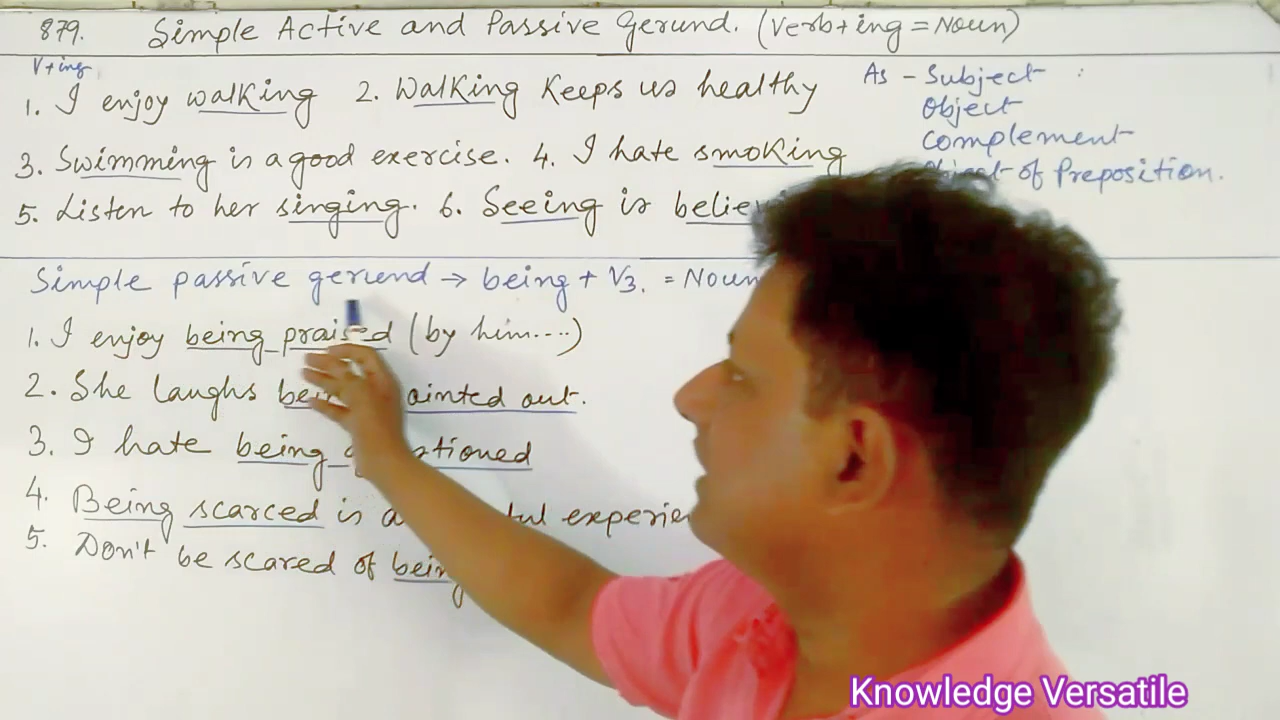 879. Simple Active and Passive Gerund. (Verb+ing = Noun)
V+ing
1. I enjoy walking 2. Walking Keeps us healthy
As - Subject :
Object
Complement
of Preposition.
3. Swimming is a good exercise. 4. I hate smoking
5. Listen to her singing. 6. Seeing is
Simple passive gerund → being + V3. = Noun
1. I enjoy being praised (by him....)
2. She laughs out.
3. I hate being
4. Being scarced is a
5. Don't be scared of
Knowledge Versatile